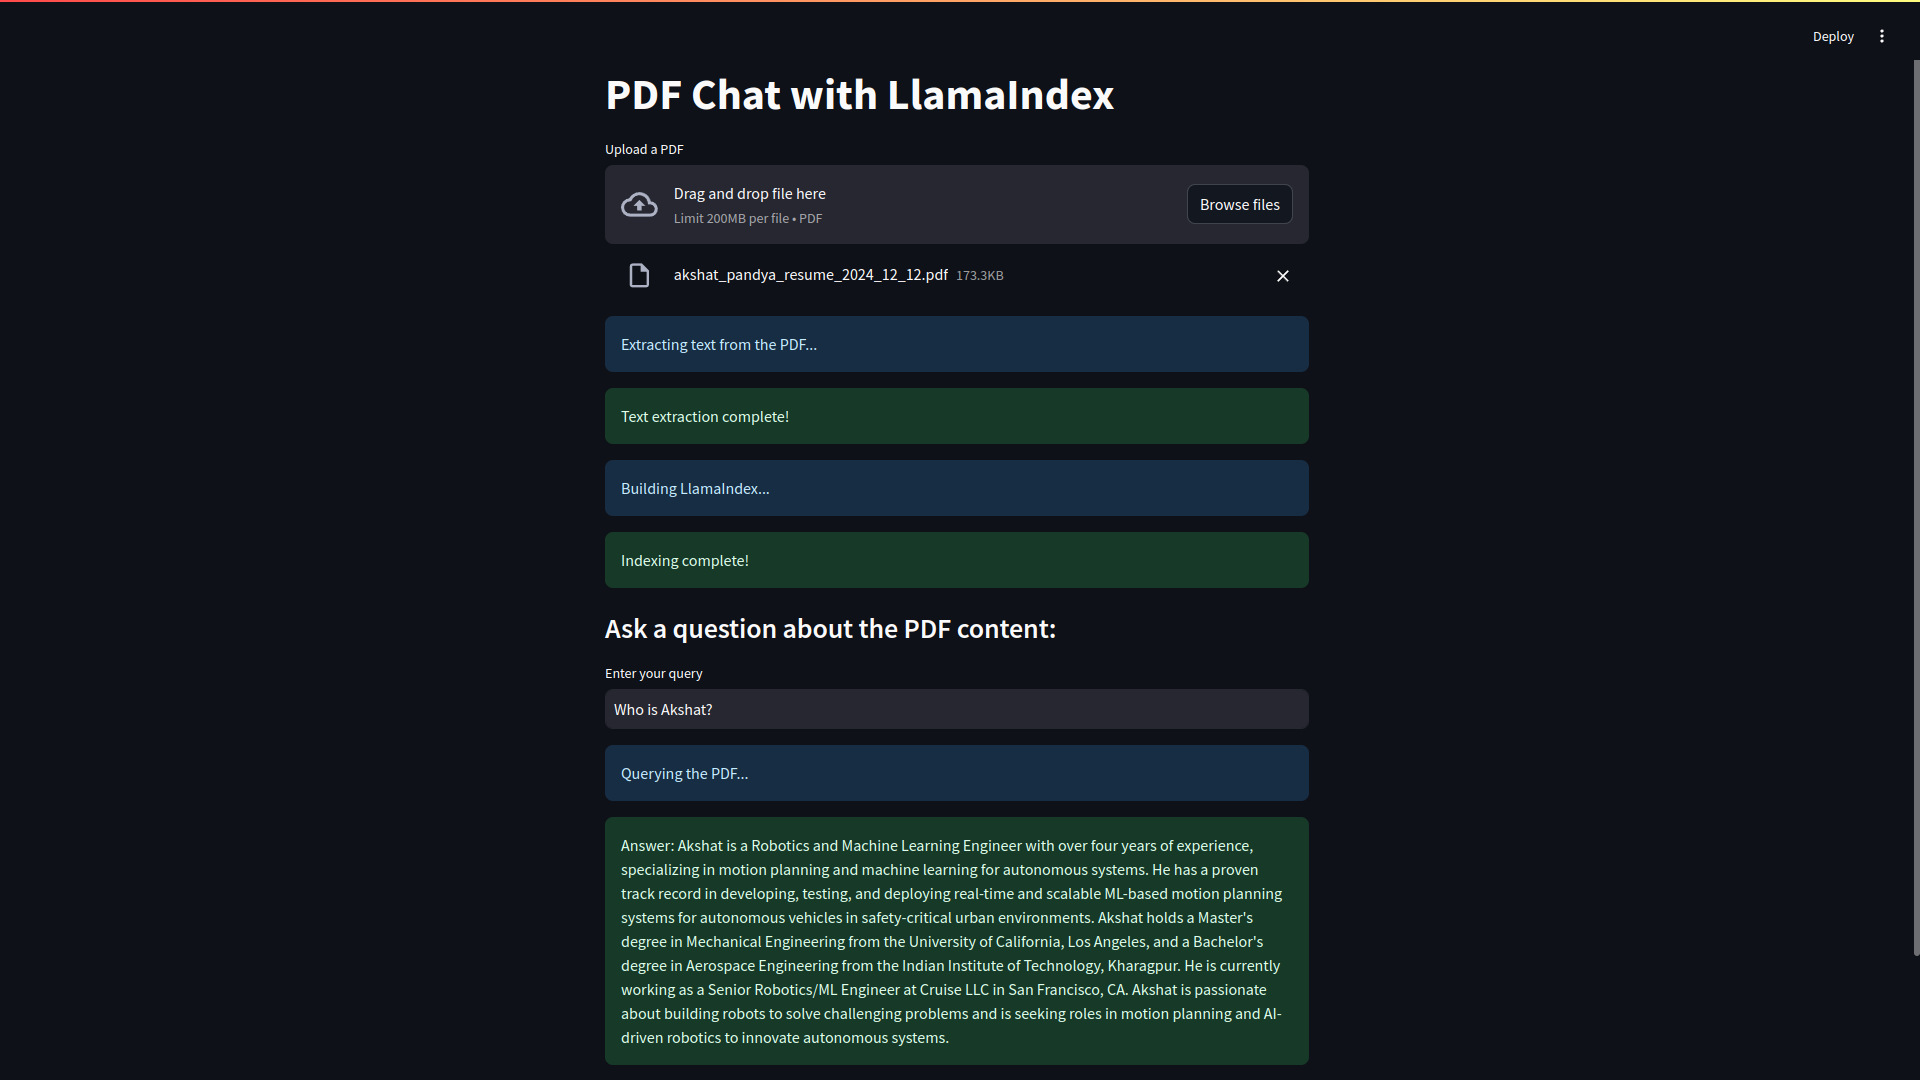 Deploy
PDF Chat with LlamaIndex
Upload a PDF
Drag and drop file here
Limit 200MB per file • PDF
Browse files
akshat_pandya_resume_2024_12_12.pdf 173.3KB
Extracting text from the PDF...
Text extraction complete!
Building LlamaIndex...
Indexing complete!
Ask a question about the PDF content:
Enter your query
Who is Akshat?
Querying the PDF...
Answer: Akshat is a Robotics and Machine Learning Engineer with over four years of experience,
specializing in motion planning and machine learning for autonomous systems. He has a proven
track record in developing, testing, and deploying real-time and scalable ML-based motion planning
systems for autonomous vehicles in safety-critical urban environments. Akshat holds a Master's
degree in Mechanical Engineering from the University of California, Los Angeles, and a Bachelor's
degree in Aerospace Engineering from the Indian Institute of Technology, Kharagpur. He is currently
working as a Senior Robotics/ML Engineer at Cruise LLC in San Francisco, CA. Akshat is passionate
about building robots to solve challenging problems and is seeking roles in motion planning and AI-
driven robotics to innovate autonomous systems.